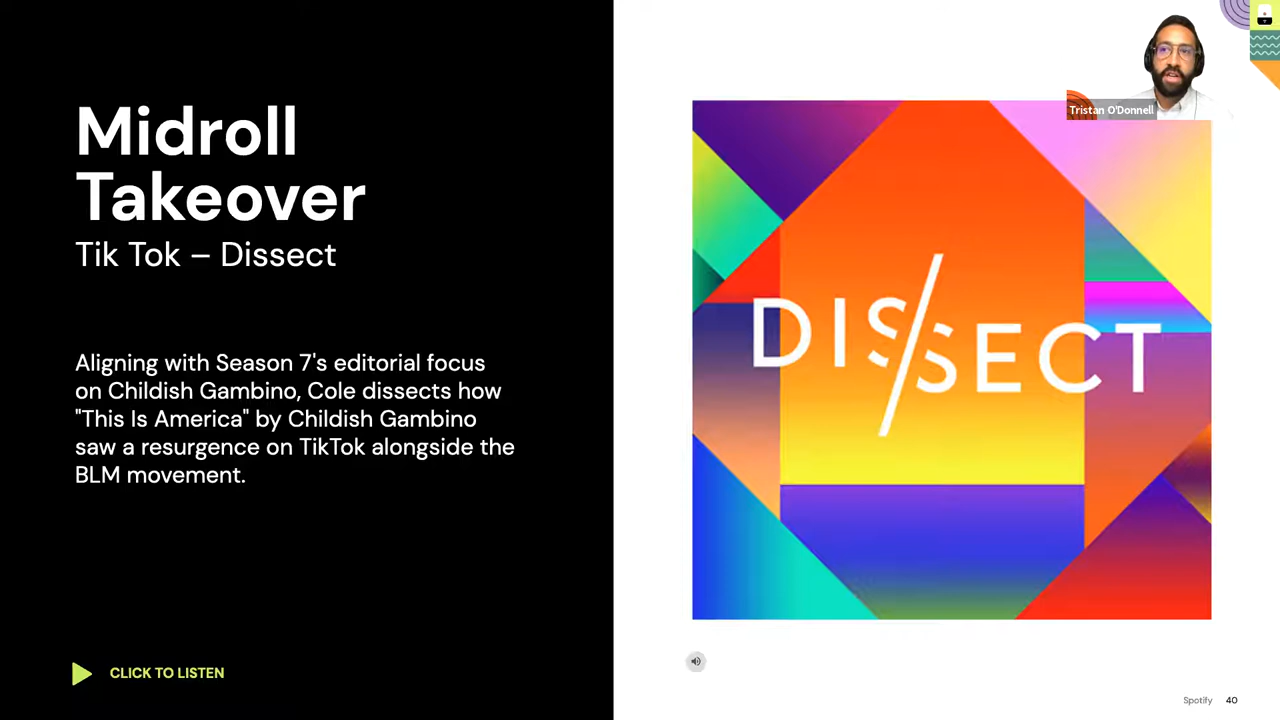 Midroll
Takeover
Tik Tok – Dissect
Aligning with Season 7's editorial focus
on Childish Gambino, Cole dissects how
"This Is America" by Childish Gambino
saw a resurgence on TikTok alongside the
BLM movement.
CLICK TO LISTEN
Tristan O'Donnell
DISSECT
Spotify 40